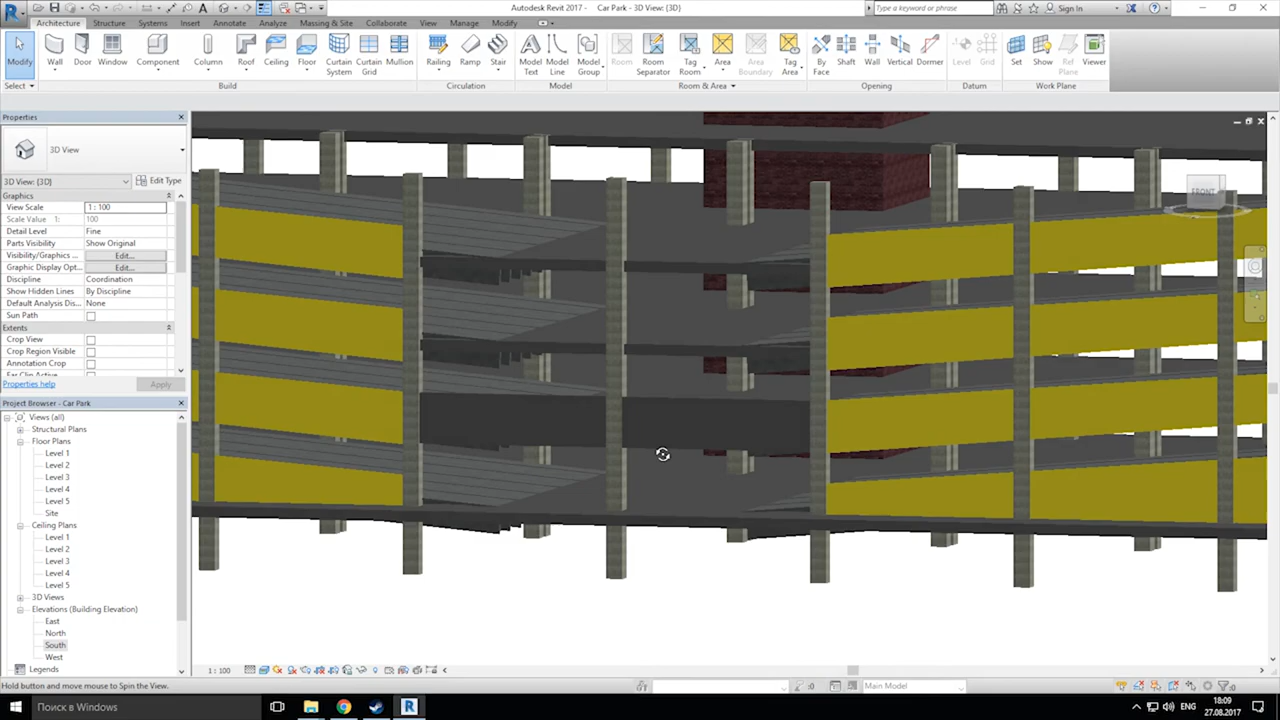 Autodesk Revit 2017 - Car Park - 3D View: {3D}
Type a keyword or phrase
Sign In
Architecture Structure Systems Insert Annotate Analyze Massing & Site Collaborate View Manage Modify
Modify Wall Door Window Component Column Roof Ceiling Floor Curtain System Curtain Grid Mullion Railing Ramp Stair Model Text Model Line Model Group Room Room Separator Tag Room Area Area Boundary Tag Area By Face Shaft Wall Vertical Dormer Level Grid Set Show Ref Plane Viewer
Select Build Circulation Model Room & Area Opening Datum Work Plane
Properties
3D View
3D View: {3D} Edit Type
Graphics
View Scale 1 : 100
Scale Value 1: 100
Detail Level Fine
Parts Visibility Show Original
Visibility/Graphics ... Edit...
Graphic Display Opt... Edit...
Discipline Coordination
Show Hidden Lines By Discipline
Default Analysis Dis... None
Sun Path
Extents
Crop View
Crop Region Visible
Annotation Crop
Far Clip Active
Properties help Apply
Project Browser - Car Park
Views (all)
Structural Plans
Floor Plans
Level 1
Level 2
Level 3
Level 4
Level 5
Site
Ceiling Plans
Level 1
Level 2
Level 3
Level 4
Level 5
3D Views
Elevations (Building Elevation)
East
North
South
West
Legends
FRONT
1 : 100
Hold button and move mouse to Spin the View.
:0
Main Model
:0
Поиск в Windows
ENG
18:09
27.08.2017